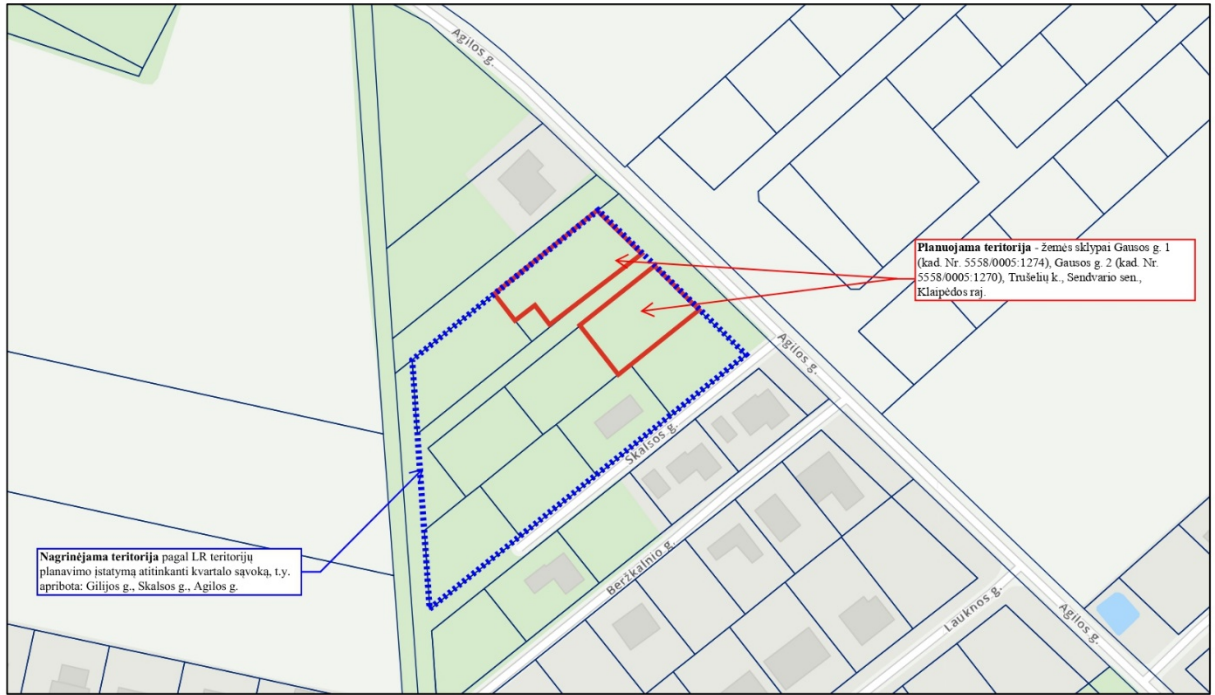 Agilos g.
Planuojama teritorija - žemės sklypai Gausos g. 1
(kad. Nr. 5558/0005:1274), Gausos g. 2 (kad. Nr.
5558/0005:1270), Trušelių k., Sendvario sen.,
Klaipėdos raj.
Agilos g.
Skalsos g.
Nagrinėjama teritorija pagal LR teritorijų
planavimo įstatymą atitinkanti kvartalo sąvoką, t.y.
apribota: Gilijos g., Skalsos g., Agilos g.
Beržkalnio g.
Lauknos g.
Agilos g.